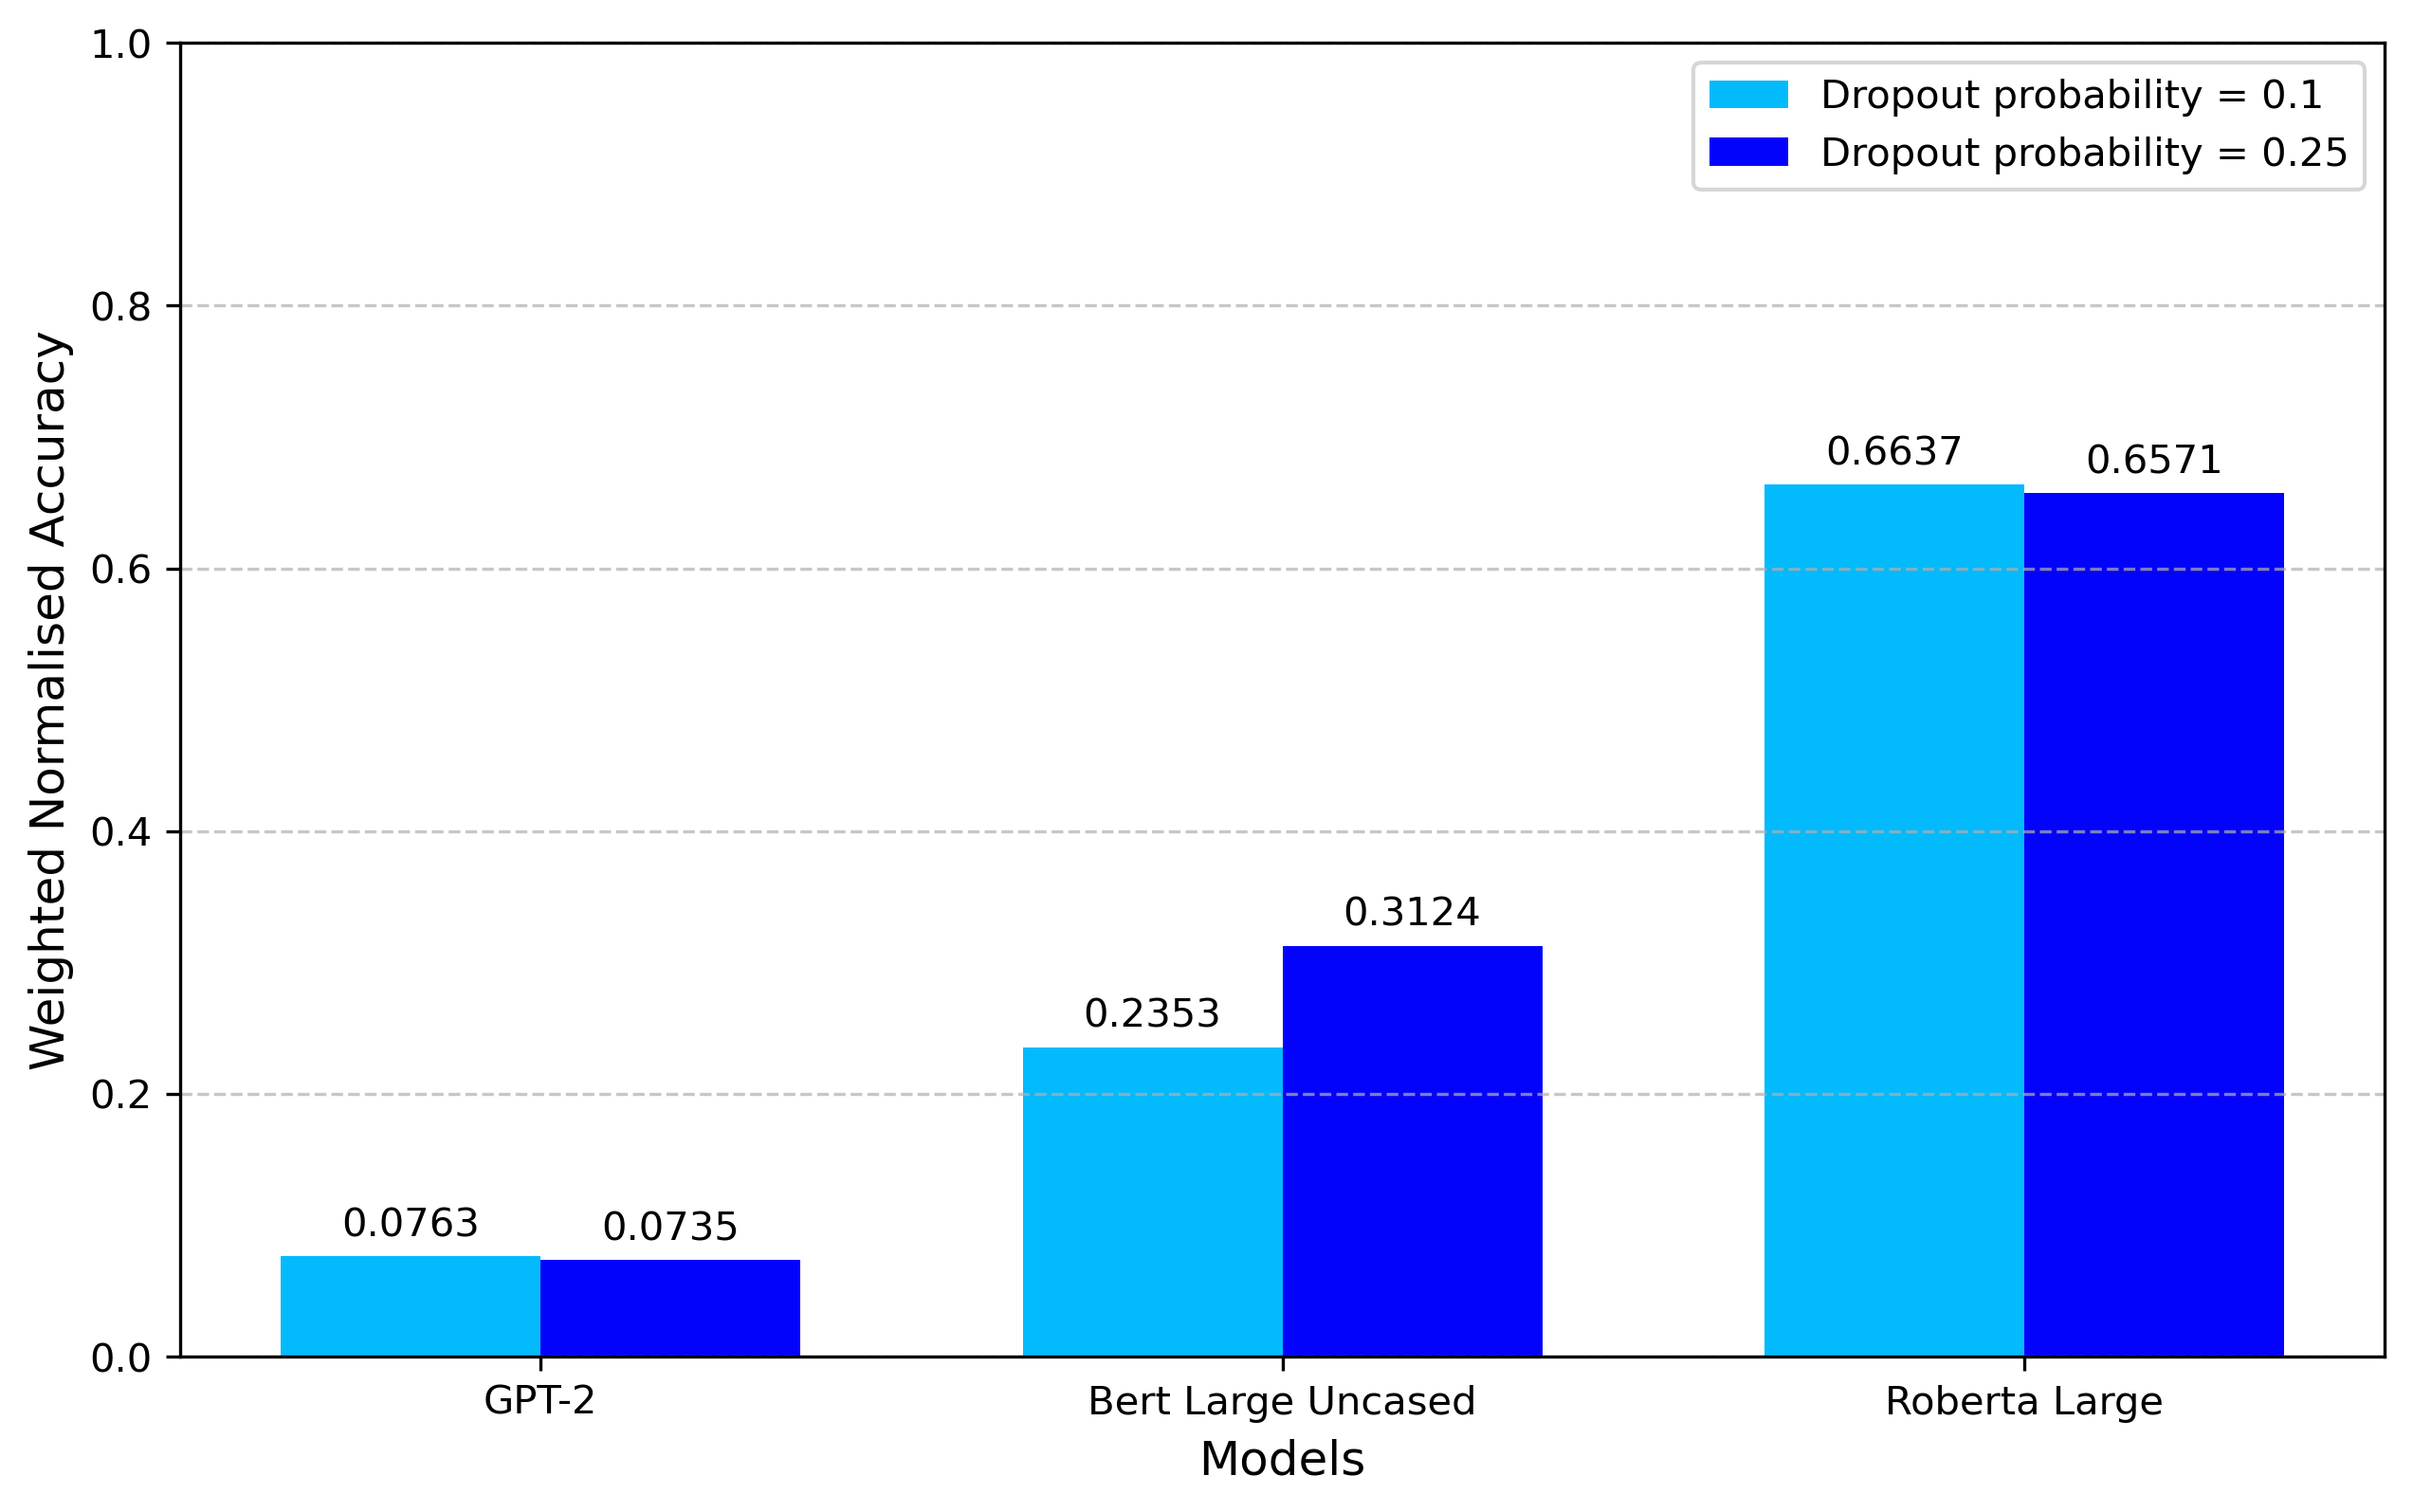 Dropout probability = 0.1
Dropout probability = 0.25
Weighted Normalised Accuracy
1.0
0.8
0.6
0.4
0.2
0.0
0.0763
0.0735
0.2353
0.3124
0.6637
0.6571
GPT-2
Bert Large Uncased
Roberta Large
Models